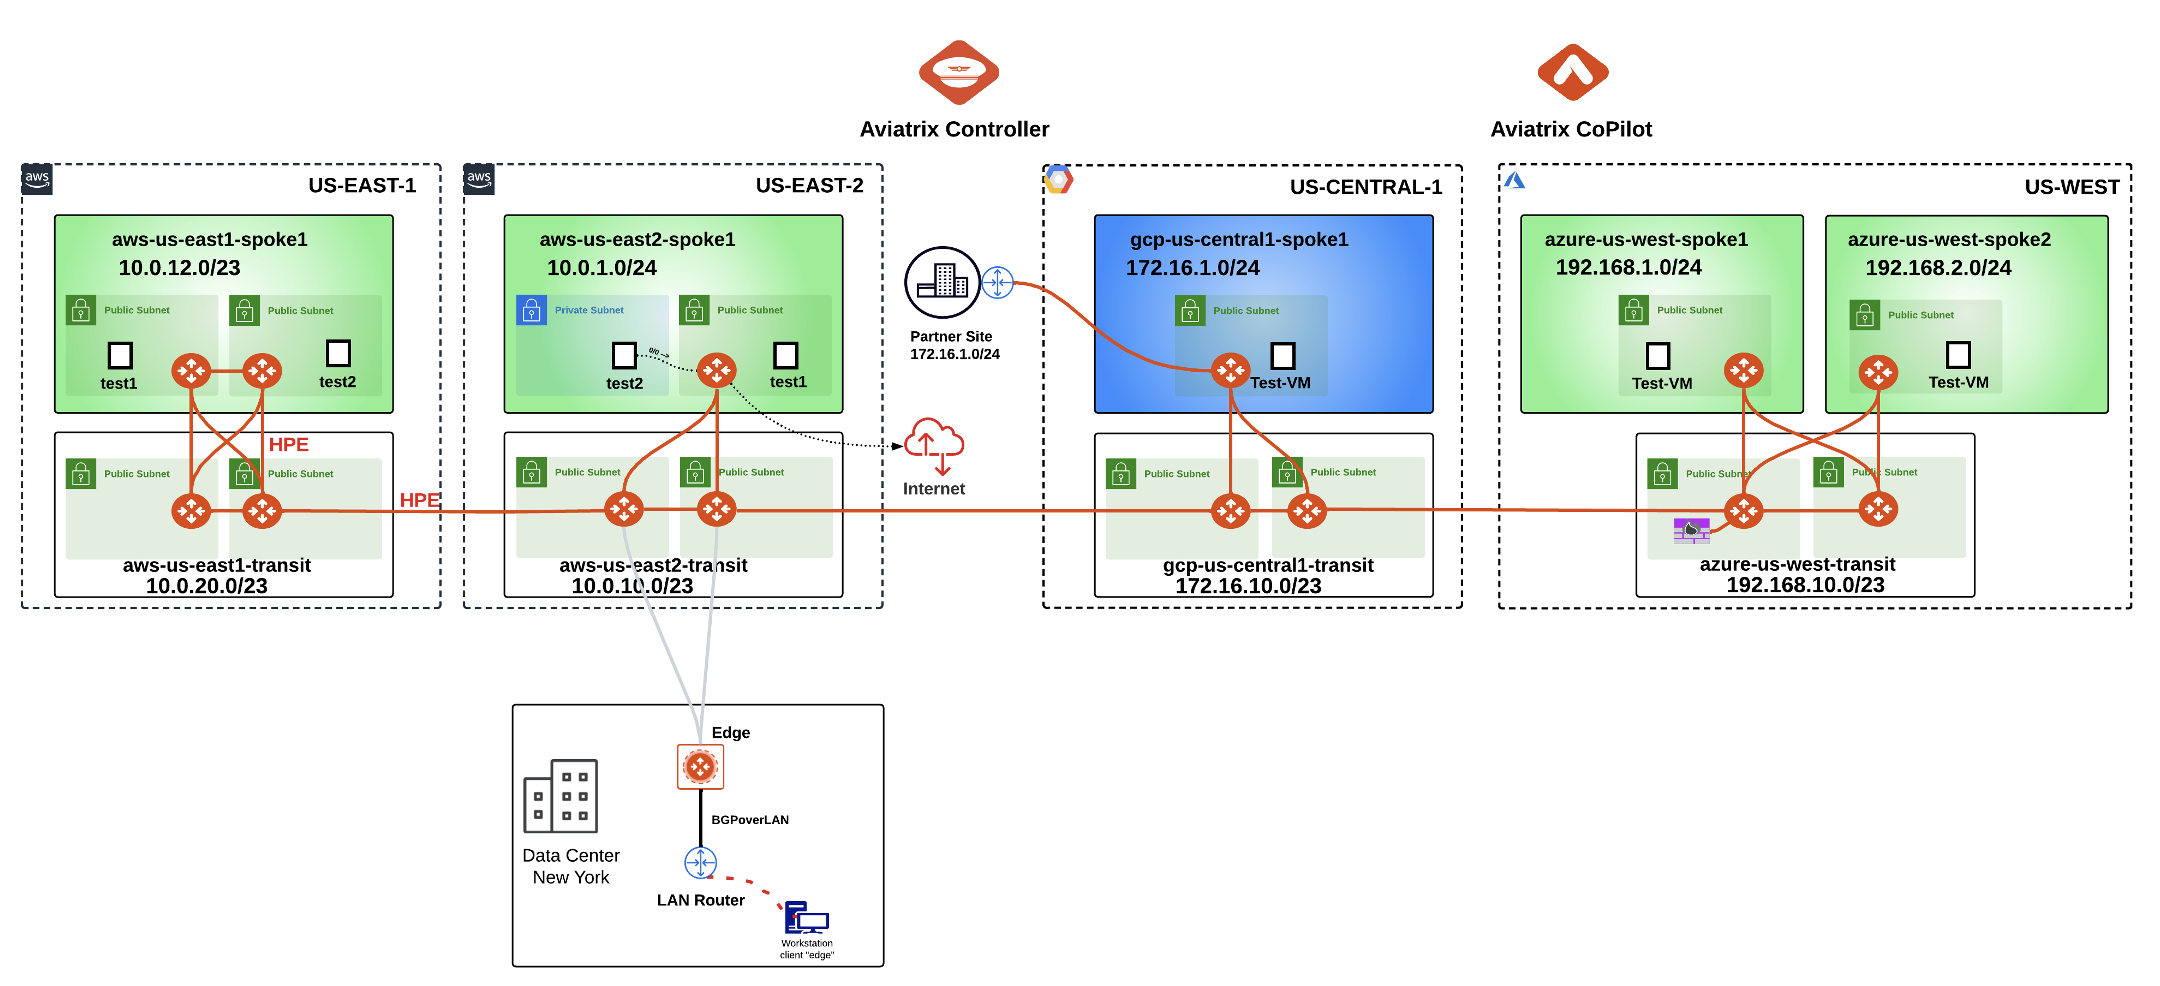 Aviatrix Controller
Aviatrix CoPilot
aws
US-EAST-1
aws-us-east1-spoke1
10.0.12.0/23
Public Subnet
Public Subnet
test1
test2
HPE
Public Subnet
Public Subnet
HPE
aws-us-east1-transit
10.0.20.0/23
aws
US-EAST-2
aws-us-east2-spoke1
10.0.1.0/24
Private Subnet
Public Subnet
0/0 -->
test2
test1
Public Subnet
Public Subnet
aws-us-east2-transit
10.0.10.0/23
Partner Site
172.16.1.0/24
Internet
US-CENTRAL-1
gcp-us-central1-spoke1
172.16.1.0/24
Public Subnet
Test-VM
Public Subnet
Public Subnet
gcp-us-central1-transit
172.16.10.0/23
US-WEST
azure-us-west-spoke1
192.168.1.0/24
Public Subnet
Test-VM
azure-us-west-spoke2
192.168.2.0/24
Public Subnet
Test-VM
Public Subnet
Public Subnet
azure-us-west-transit
192.168.10.0/23
Edge
BGPoverLAN
Data Center
New York
LAN Router
Workstation
client "edge"